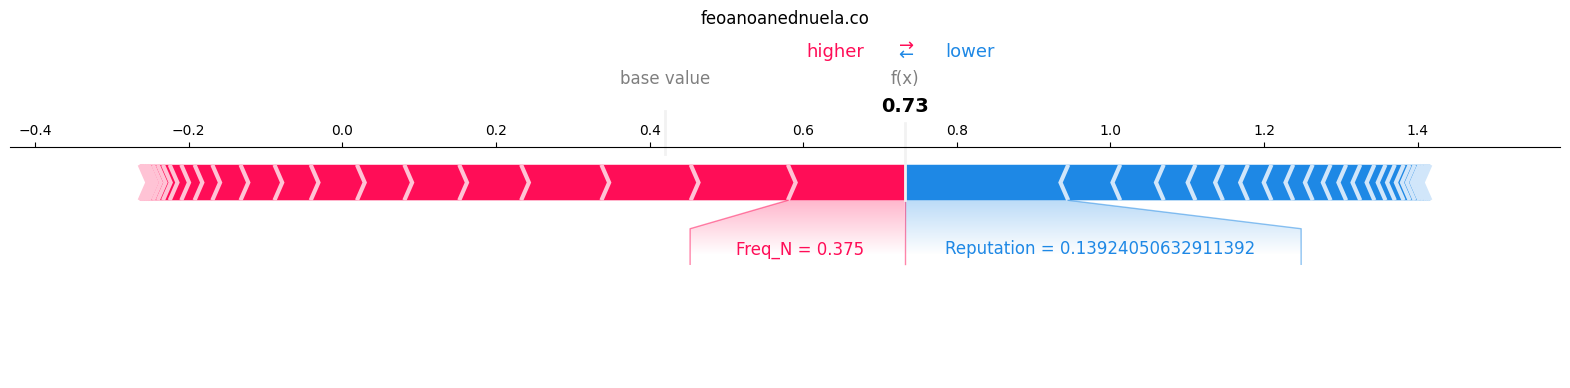 feoanoanednuela.co
higher ⇄ lower
base value f(x)
0.73
−0.4 −0.2 0.0 0.2 0.4 0.6 0.8 1.0 1.2 1.4
Freq_N = 0.375 Reputation = 0.13924050632911392